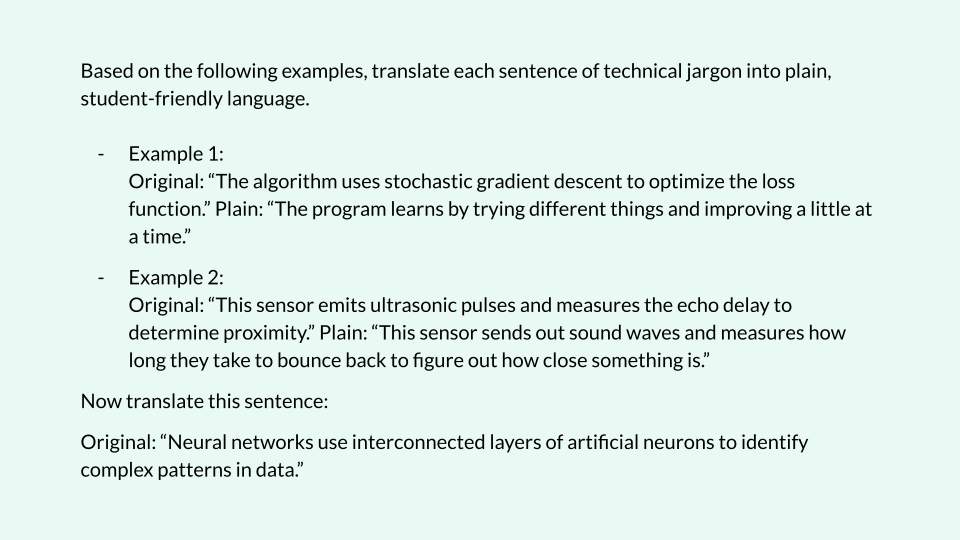 Based on the following examples, translate each sentence of technical jargon into plain,
student-friendly language.
- Example 1:
Original: “The algorithm uses stochastic gradient descent to optimize the loss
function.” Plain: “The program learns by trying different things and improving a little at
a time.”
- Example 2:
Original: “This sensor emits ultrasonic pulses and measures the echo delay to
determine proximity.” Plain: “This sensor sends out sound waves and measures how
long they take to bounce back to figure out how close something is.”
Now translate this sentence:
Original: “Neural networks use interconnected layers of artificial neurons to identify
complex patterns in data.”